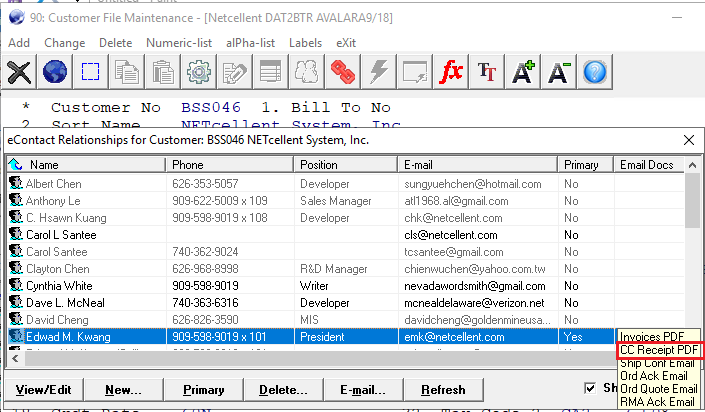 Untitled - Paint
90: Customer File Maintenance - [Netcellent DAT2BTR AVALARA9/18]
Add Change Delete Numeric-list alPha-list Labels eXit
fx TT A+ A- ?
* Customer No BSS046 1. Bill To No
2 Sort Name NETcellent System, Inc
eContact Relationships for Customer: BSS046 NETcellent System, Inc.
Name Phone Position E-mail Primary Email Docs
Albert Chen 626-353-5057 Developer sungyuehchen@hotmail.com No
Anthony Le 909-622-5009 x 109 Sales Manager atl1968.al@gmail.com No
C. Hsawn Kuang 909-598-9019 x 108 Developer chk@netcellent.com No
Carol L Santee cls@netcellent.com No
Carol Santee 740-362-9024 tcsantee@gmail.com No
Clayton Chen 626-968-8998 R&D Manager chienwuchen@yahoo.com.tw No
Cynthia White 909-598-9019 Writer nevadawordsmith@gmail.com No
Dave L. McNeal 740-363-6316 Developer mcnealdelaware@verizon.net No
David Cheng 626-826-3590 MIS davidcheng@goldenmineusa... No
Edwad M. Kwang 909-598-9019 x 101 President emk@netcellent.com Yes
Invoices PDF
CC Receipt PDF
Ship Conf Email
Ord Ack Email
Ord Quote Email
RMA Ack Email
View/Edit New... Primary Delete... E-mail... Refresh Sh